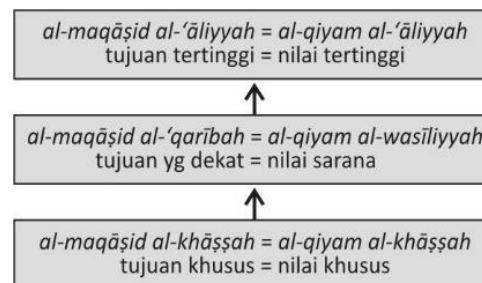 al-maqāṣid al-‘āliyyah = al-qiyam al-‘āliyyah
tujuan tertinggi = nilai tertinggi
al-maqāṣid al-‘qarībah = al-qiyam al-wasīliyyah
tujuan yg dekat = nilai sarana
al-maqāṣid al-khāṣṣah = al-qiyam al-khāṣṣah
tujuan khusus = nilai khusus